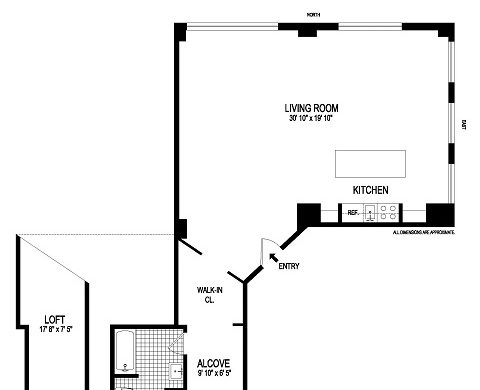 NORTH
LIVING ROOM
30' 10" x 19' 10"
EAST
KITCHEN
REF.
ALL DIMENSIONS ARE APPROXIMATE.
ENTRY
WALK-IN
CL.
LOFT
17' 8" x 7' 5"
ALCOVE
9' 10" x 6' 5"